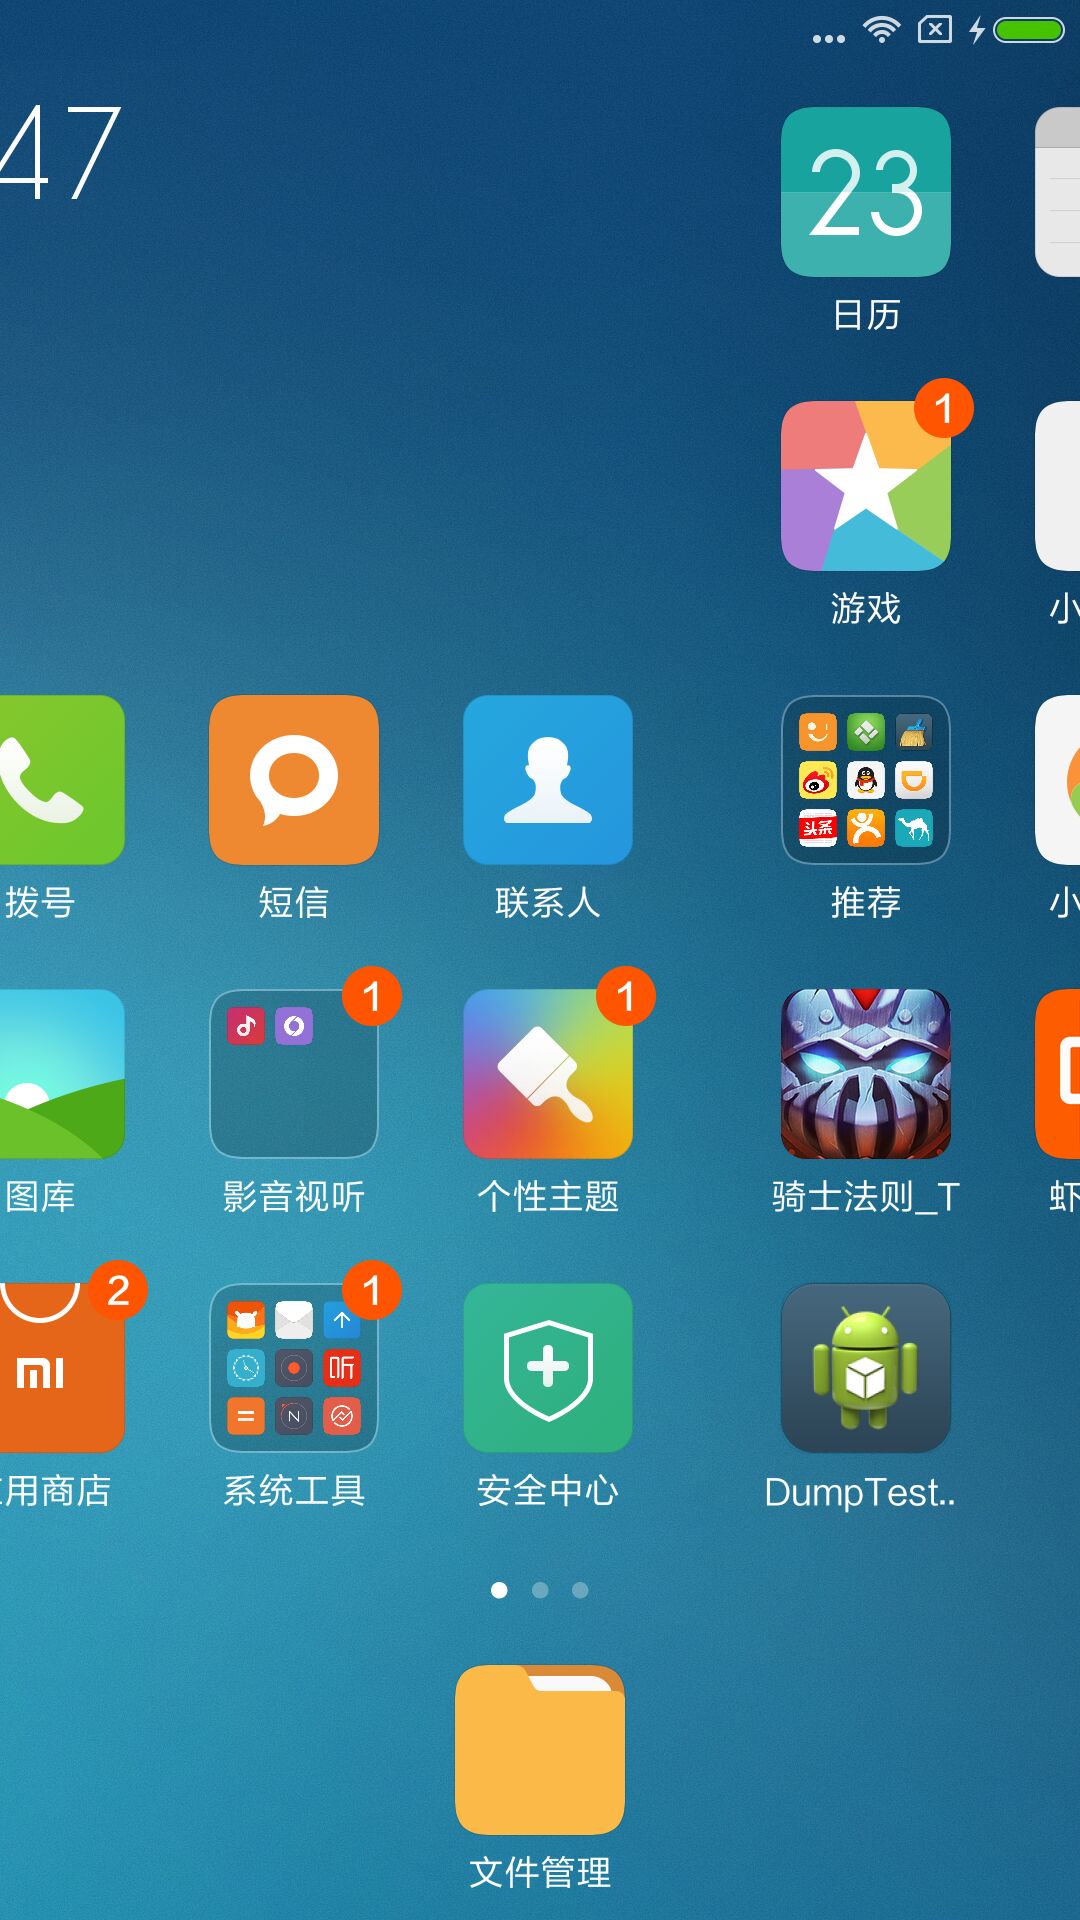 47
23
日历
1
游戏
小
拨号
短信
联系人
头条
推荐
小
图库
1
影音视听
1
个性主题
骑士法则_T
虾
2
MI
用商店
1
听
N
系统工具
安全中心
DumpTest..
文件管理